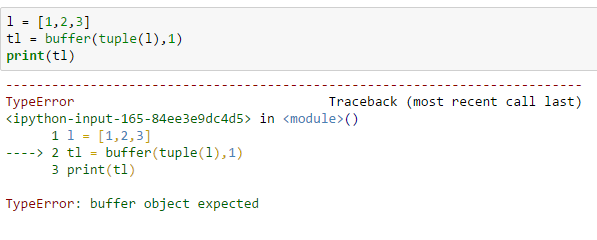 l = [1,2,3]
tl = buffer(tuple(l),1)
print(tl)
---------------------------------------------------------------------------
TypeError                                 Traceback (most recent call last)
<ipython-input-165-84ee3e9dc4d5> in <module>()
      1 l = [1,2,3]
----> 2 tl = buffer(tuple(l),1)
      3 print(tl)
TypeError: buffer object expected